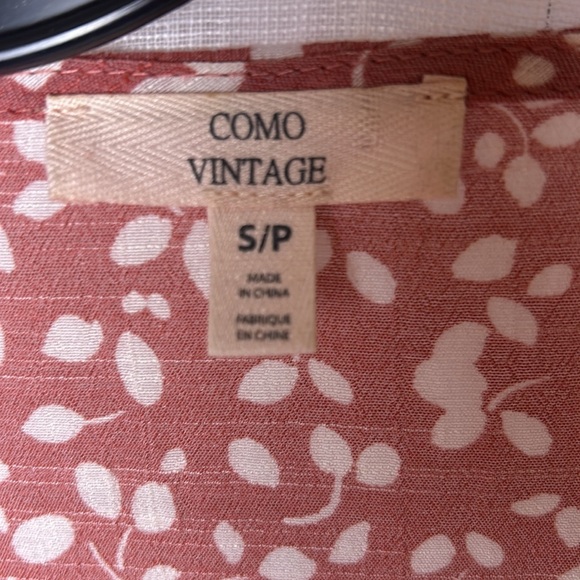 COMO
VINTAGE
S/P
MADE
IN CHINA
FABRIQUE
EN CHINE